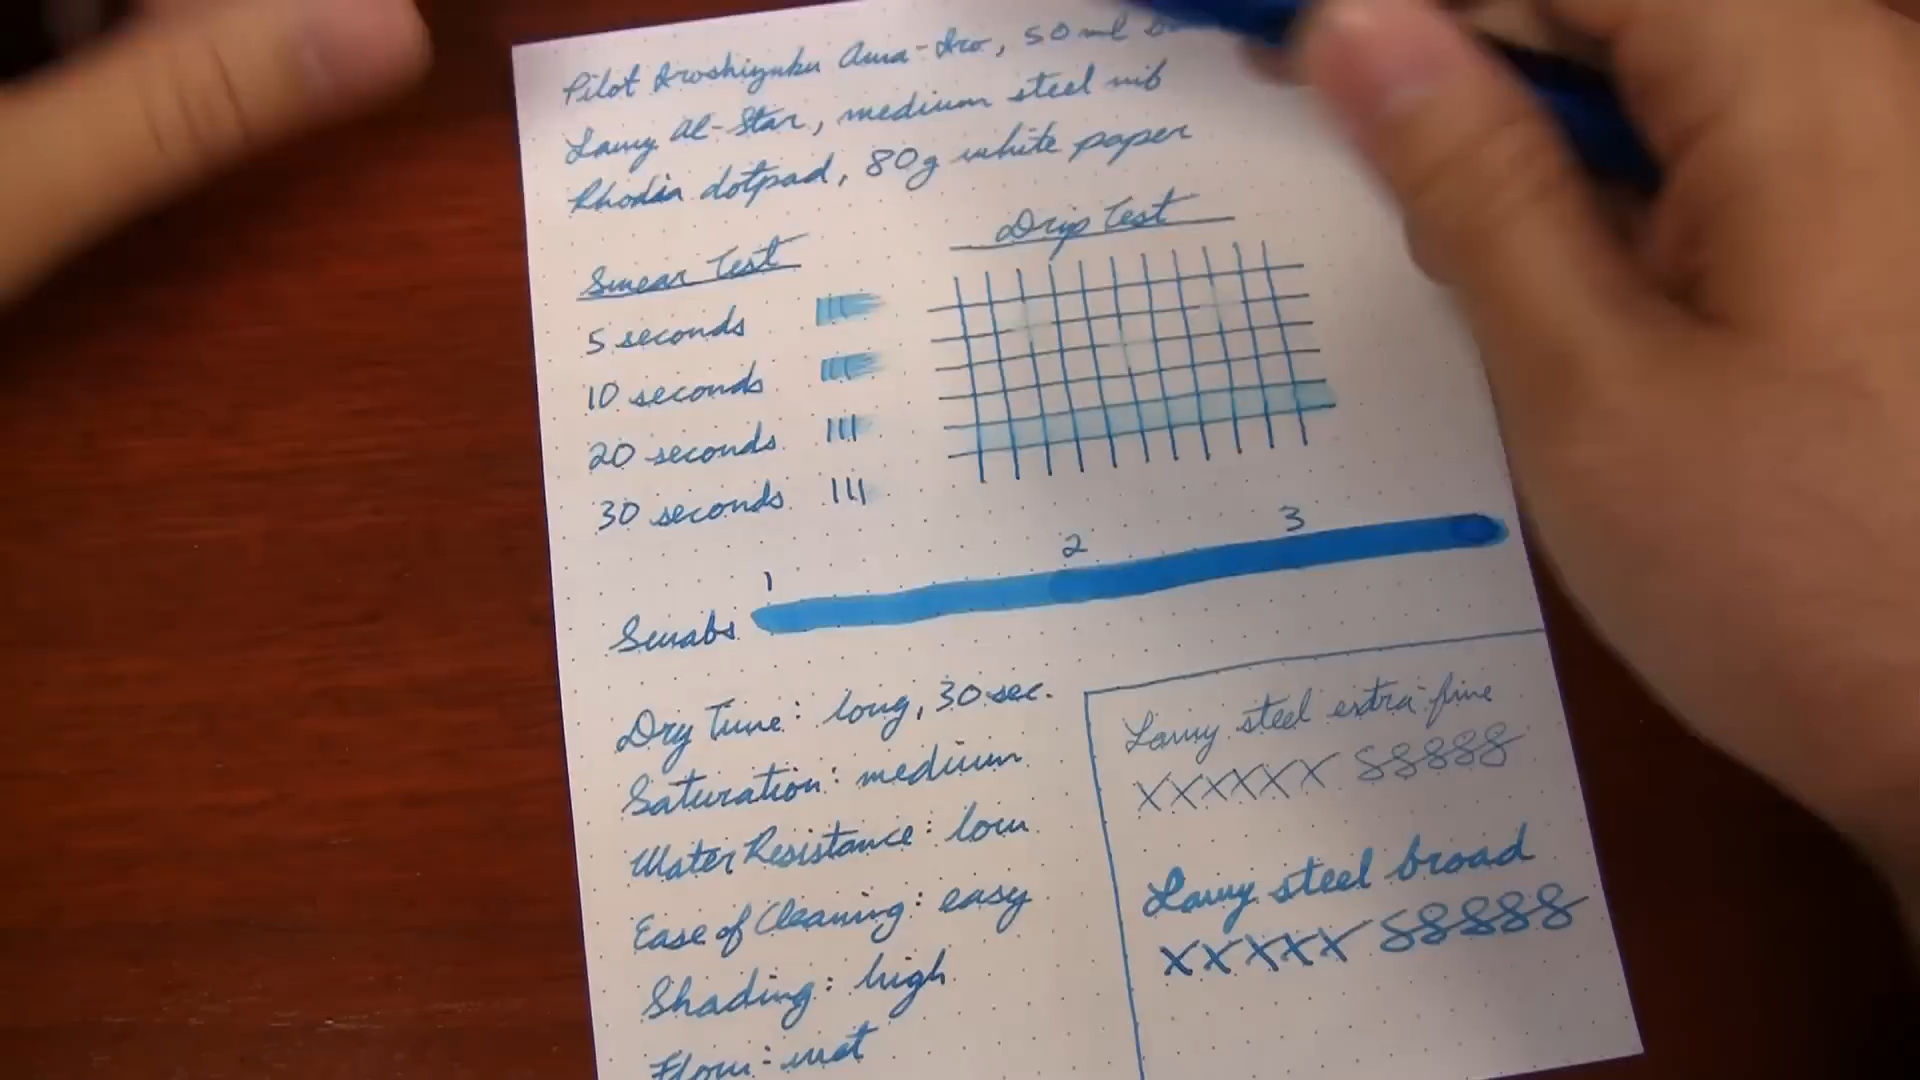 Pilot Iroshizuku Ama-Iro, 50 ml
Lamy Al-Star, medium steel nib
Rhodia dotpad, 80g white paper
Smear Test
5 seconds
10 seconds
20 seconds
30 seconds
Drip Test
1 2 3
Swabs
Dry Time: long, 30 sec.
Saturation: medium
Water Resistance: low
Ease of Cleaning: easy
Shading: high
Flow: wet
Lamy steel extra-fine
xxxxxx 88888
Lamy steel broad
xxxxx 88888